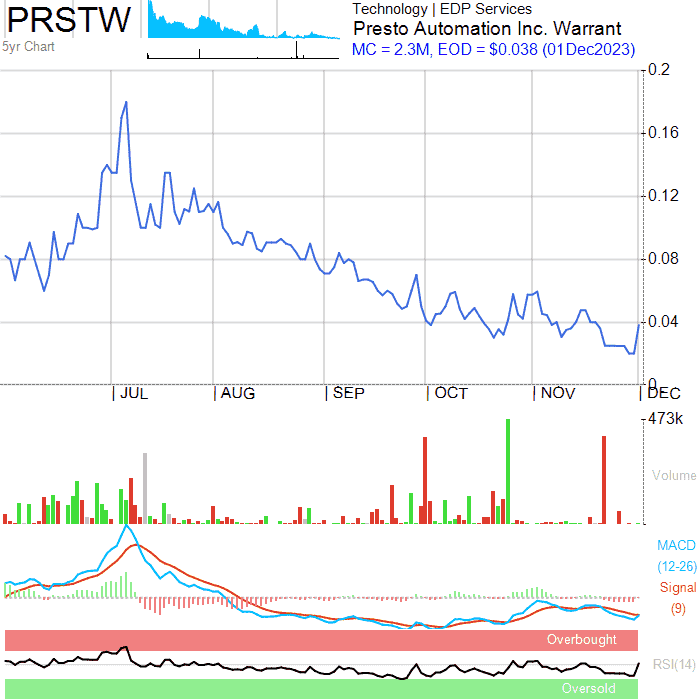 PRSTW
Technology | EDP Services
Presto Automation Inc. Warrant
5yr Chart
MC = 2.3M, EOD = $0.038 (01Dec2023)
0.2
0.16
0.12
0.08
0.04
0
JUL AUG SEP OCT NOV DEC
473k
Volume
MACD
(12-26)
Signal
(9)
Overbought
RSI(14)
Oversold